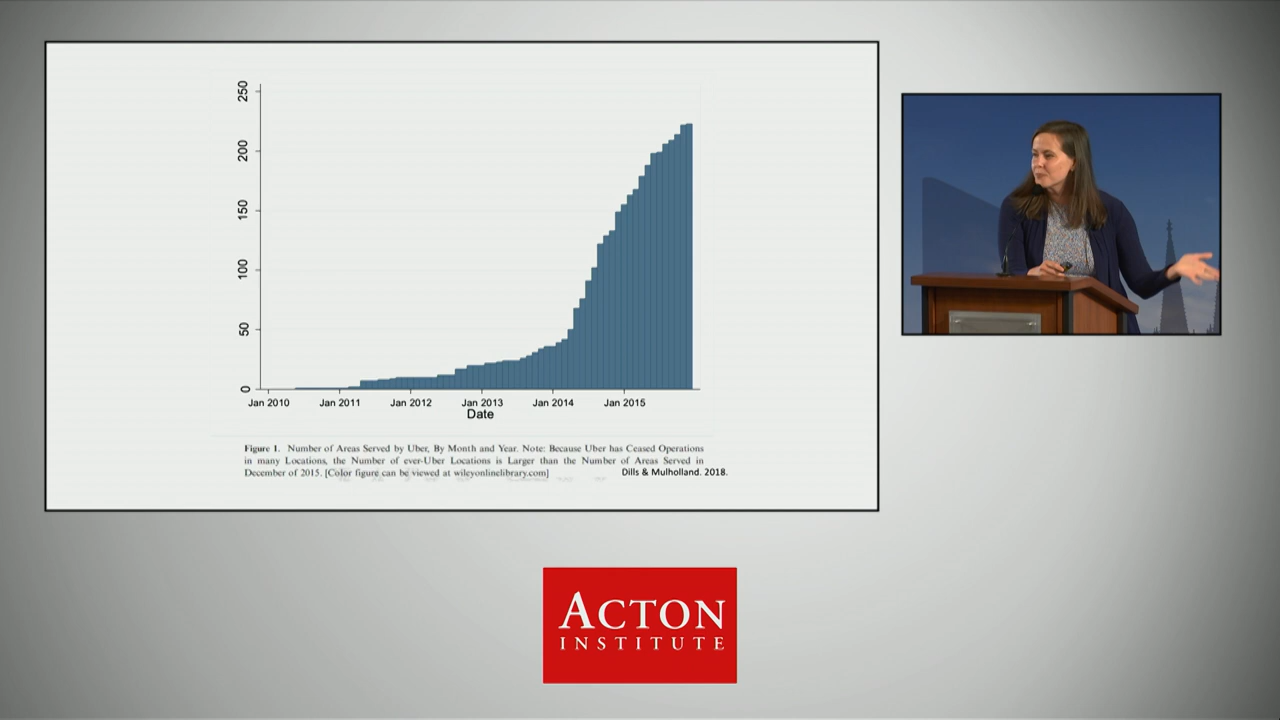 250
200
150
100
50
0
Jan 2010 Jan 2011 Jan 2012 Jan 2013 Jan 2014 Jan 2015
Date
Figure 1. Number of Areas Served by Uber, By Month and Year. Note: Because Uber has Ceased Operations
in many Locations, the Number of ever-Uber Locations is Larger than the Number of Areas Served in
December of 2015. [Color figure can be viewed at wileyonlinelibrary.com]
Dills & Mulholland. 2018.
ACTON
INSTITUTE